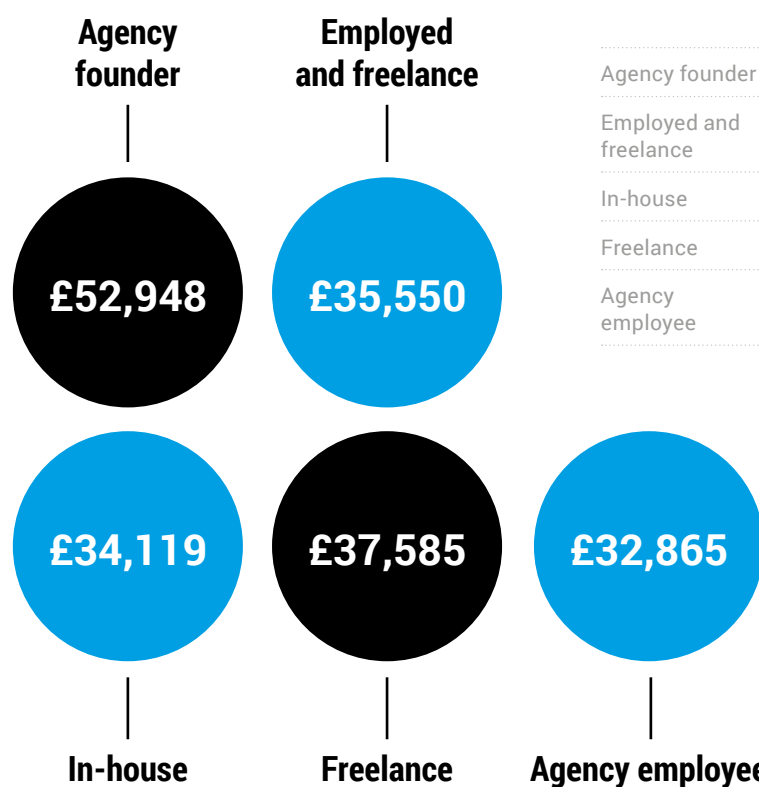 Agency
founder
Employed
and freelance
£52,948
£35,550
£34,119
£37,585
£32,865
In-house
Freelance
Agency employee
Agency founder
Employed and
freelance
In-house
Freelance
Agency
employee